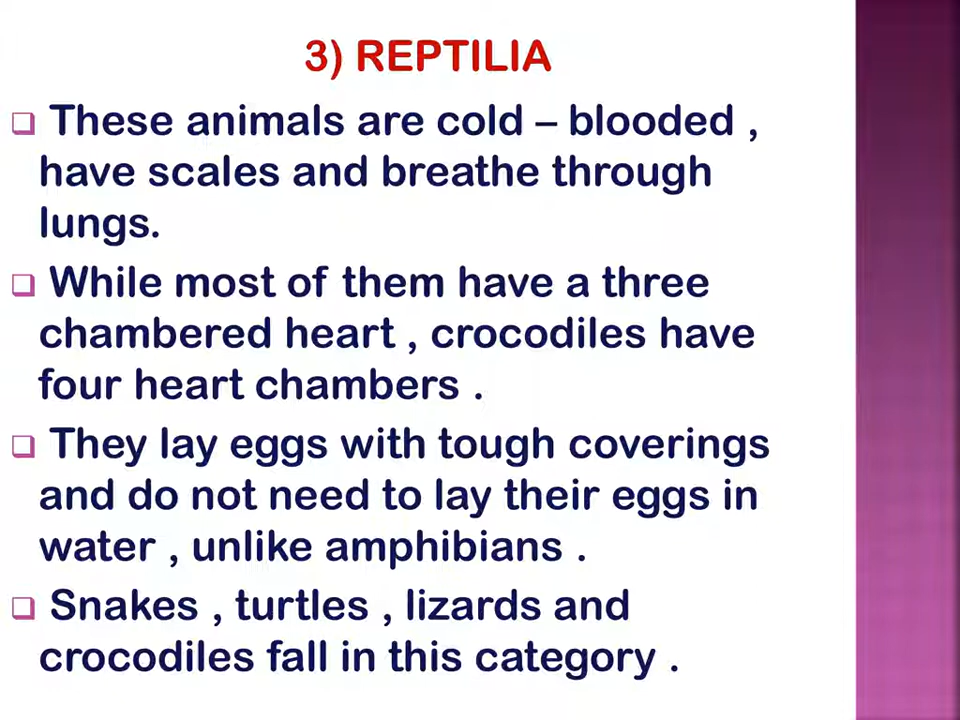 3) REPTILIA
These animals are cold – blooded ,
have scales and breathe through
lungs.
While most of them have a three
chambered heart , crocodiles have
four heart chambers .
They lay eggs with tough coverings
and do not need to lay their eggs in
water , unlike amphibians .
Snakes , turtles , lizards and
crocodiles fall in this category .